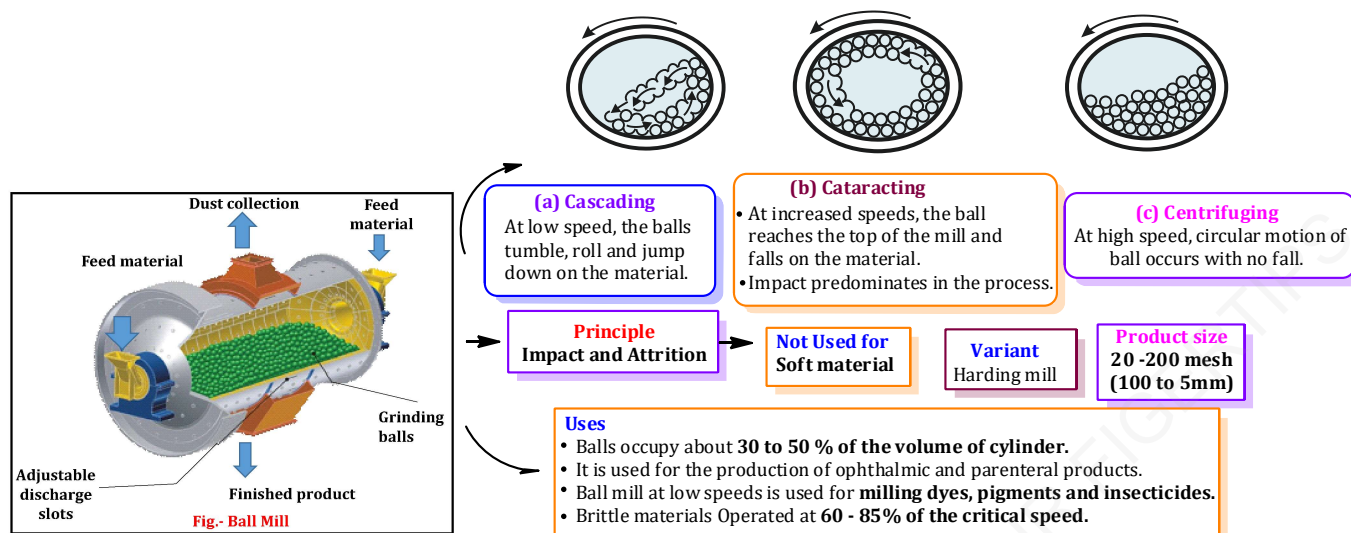 (a) Cascading
At low speed, the balls
tumble, roll and jump
down on the material.
(b) Cataracting
• At increased speeds, the ball
reaches the top of the mill and
falls on the material.
• Impact predominates in the process.
(c) Centrifuging
At high speed, circular motion of
ball occurs with no fall.
Dust collection
Feed
material
Feed material
Grinding
balls
Adjustable
discharge
slots
Finished product
Fig.- Ball Mill
Principle
Impact and Attrition
Not Used for
Soft material
Variant
Harding mill
Product size
20 -200 mesh
(100 to 5mm)
Uses
• Balls occupy about 30 to 50 % of the volume of cylinder.
• It is used for the production of ophthalmic and parenteral products.
• Ball mill at low speeds is used for milling dyes, pigments and insecticides.
• Brittle materials Operated at 60 - 85% of the critical speed.